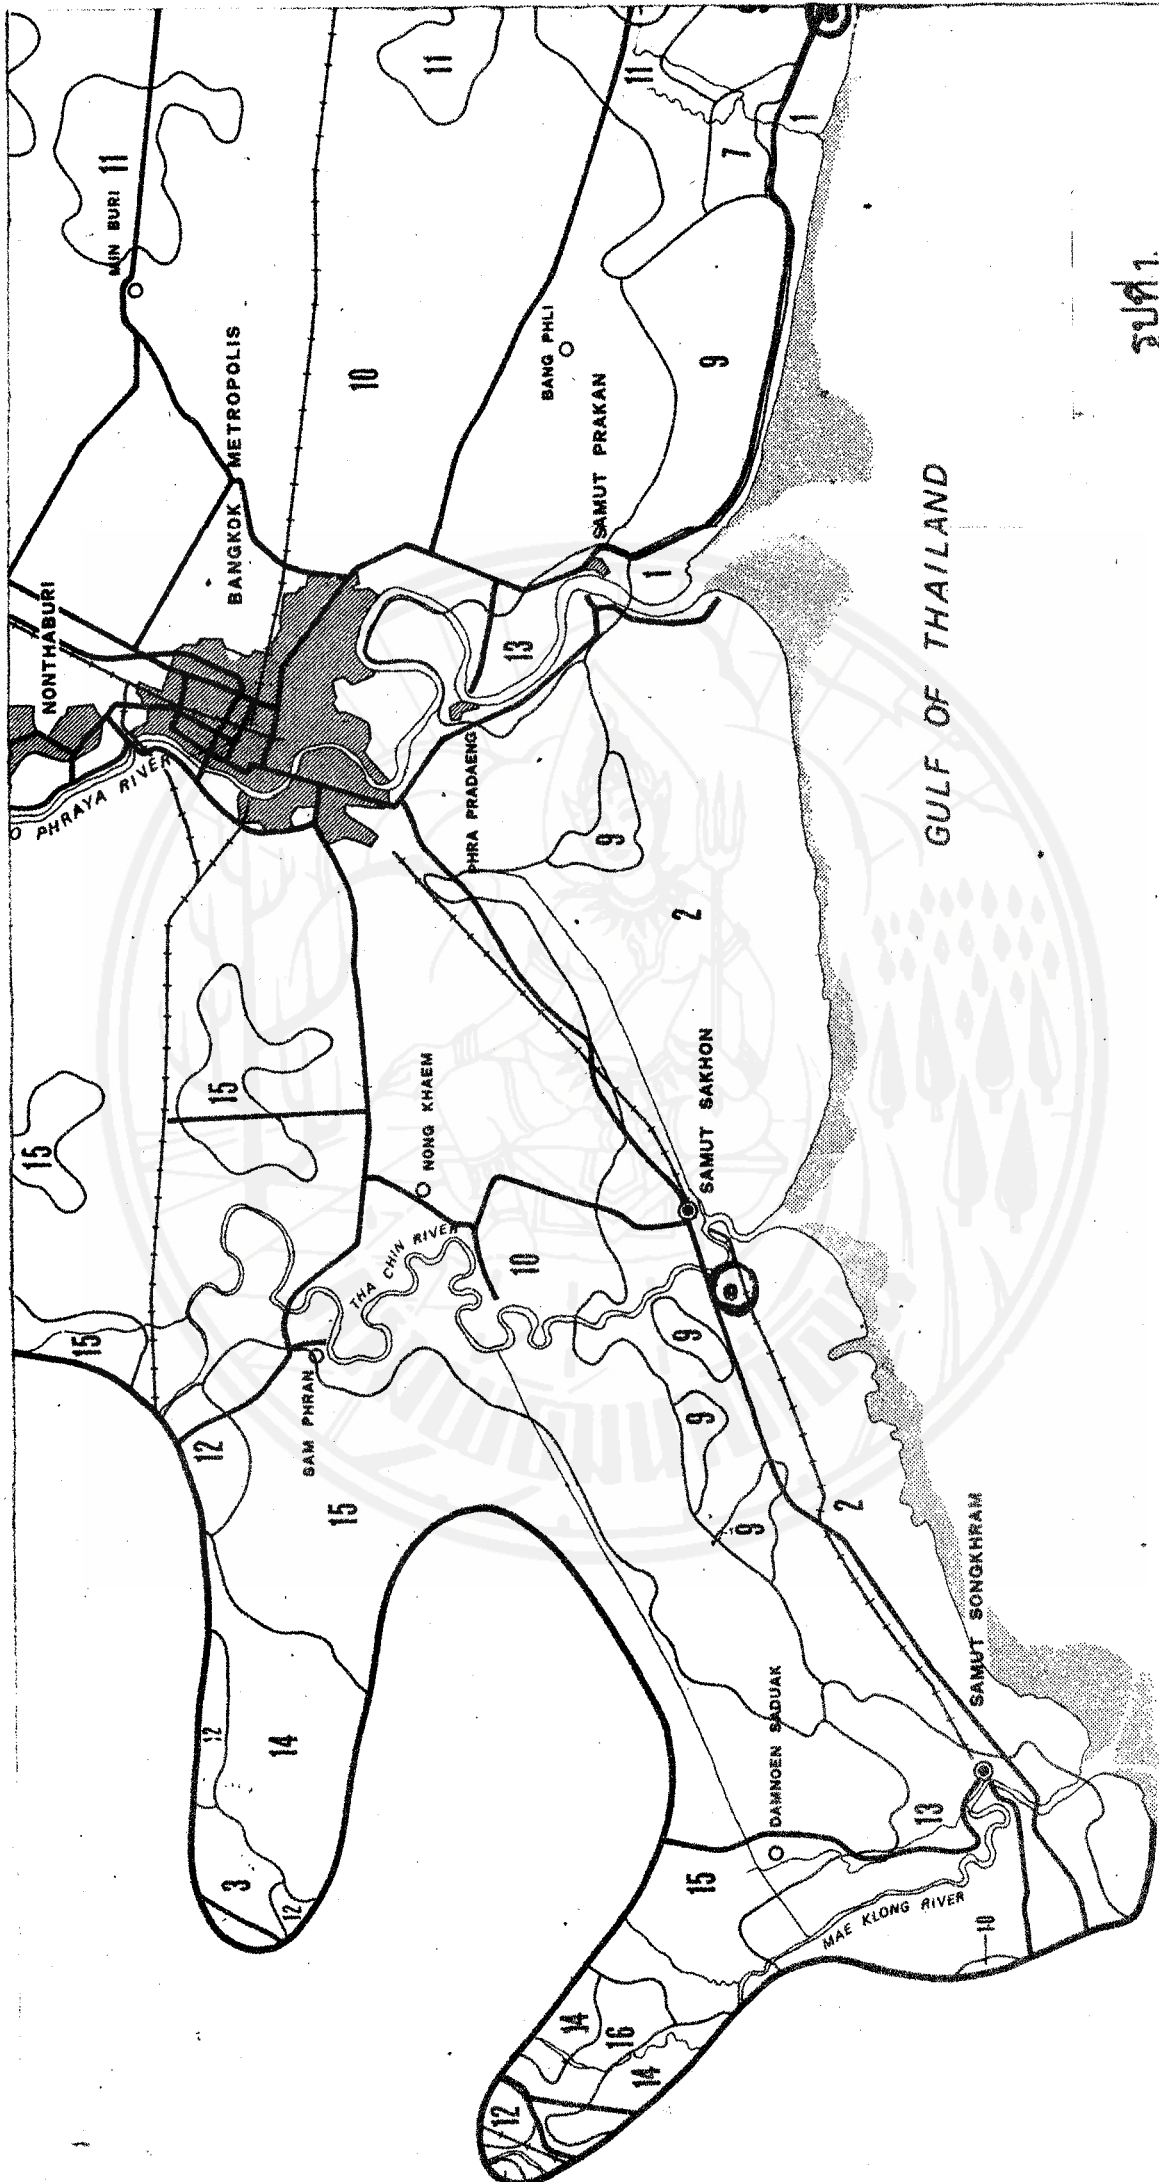 MIN BURI
11
11
11
1
7
BANGKOK METROPOLIS
10
BANG PHLI
9
SAMUT PRAKAN
NONTHABURI
1
13
PHRAYA RIVER
PHRA PRADAENG
9
GULF OF THAILAND
2
15
15
NONG KHAEM
SAMUT SAKHON
THA CHIN RIVER
10
15
9
SAM PHRAN
12
9
15
9
2
SAMUT SONGKHRAM
12
14
DAMNOEN SADUAK
13
3
12
15
MAE KLONG RIVER
10
14
16
14
12
รูปที่ 1.